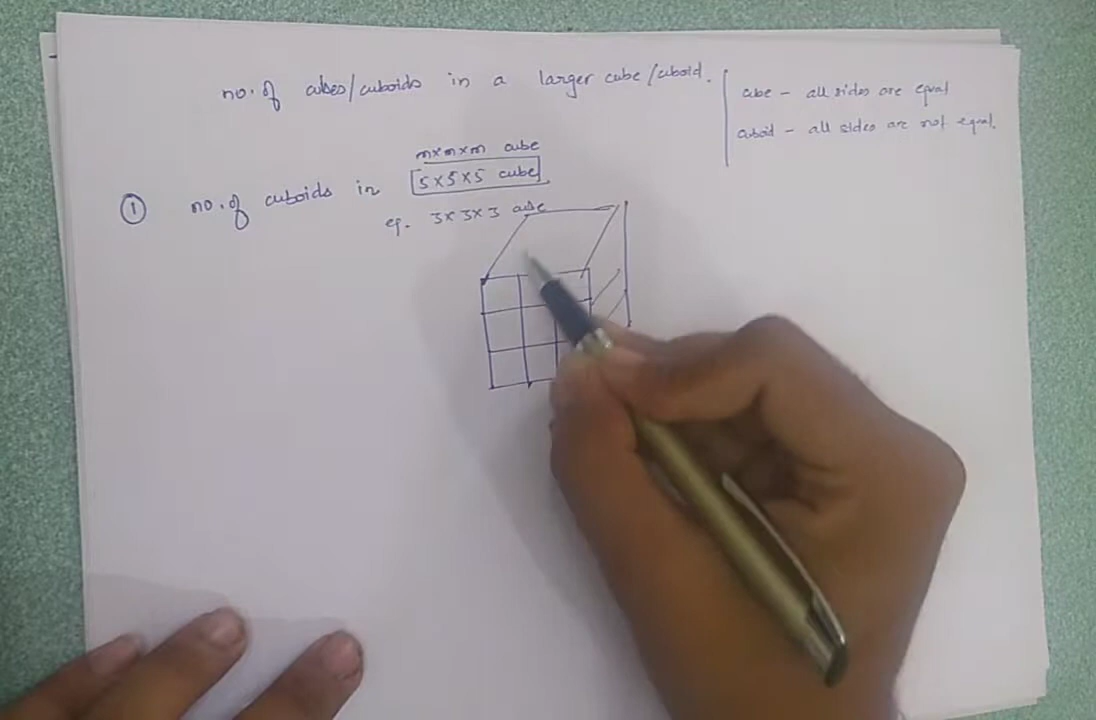 no. of cubes/cuboids in a larger cube/cuboid.
cube - all sides are equal
cuboid - all sides are not equal.
m×m×m cube
① no. of cuboids in 5×5×5 cube
eg. 3×3×3 cube